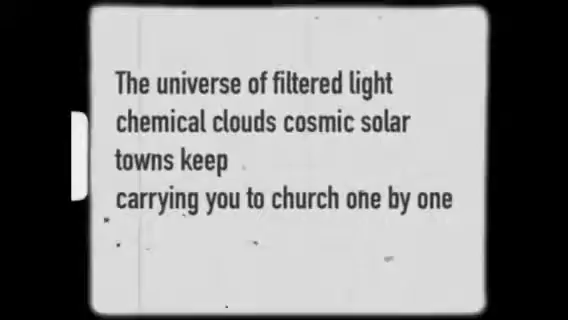 The universe of filtered light
chemical clouds cosmic solar
towns keep
carrying you to church one by one